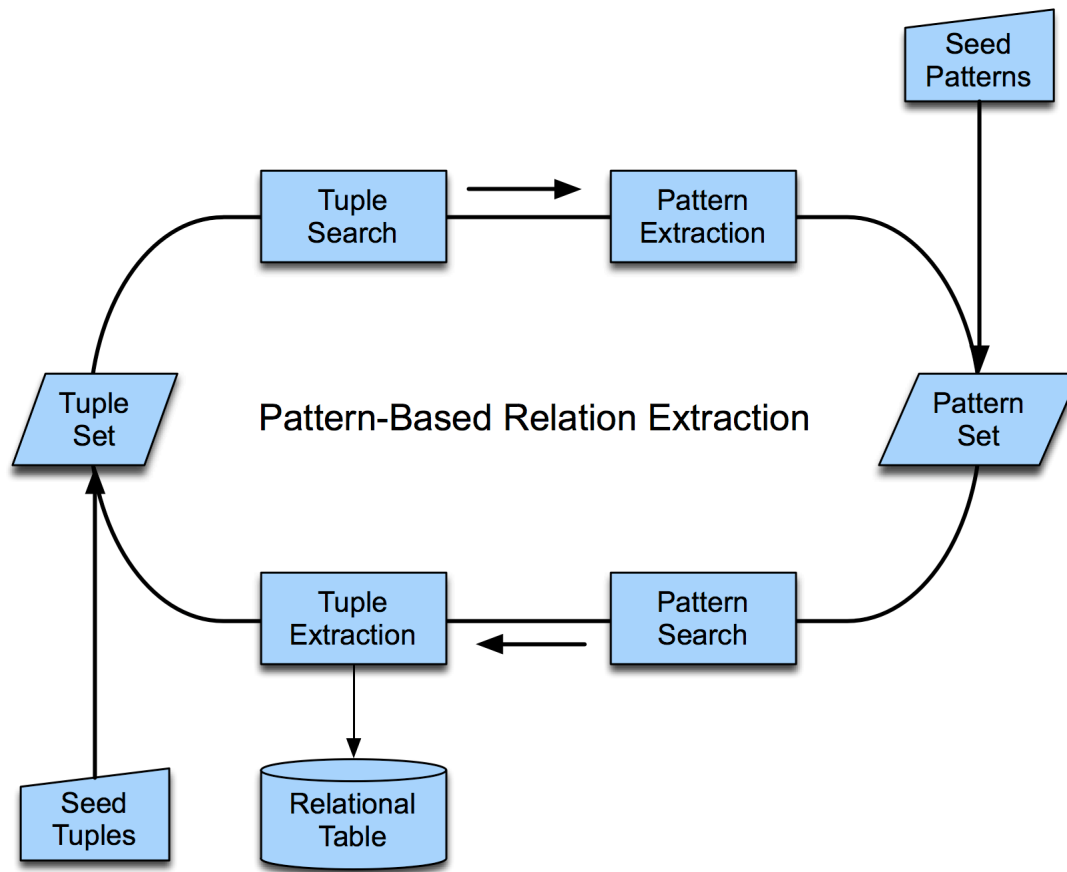 Seed
Patterns
Tuple
Search
Pattern
Extraction
Tuple
Set
Pattern-Based Relation Extraction
Pattern
Set
Tuple
Extraction
Pattern
Search
Seed
Tuples
Relational
Table